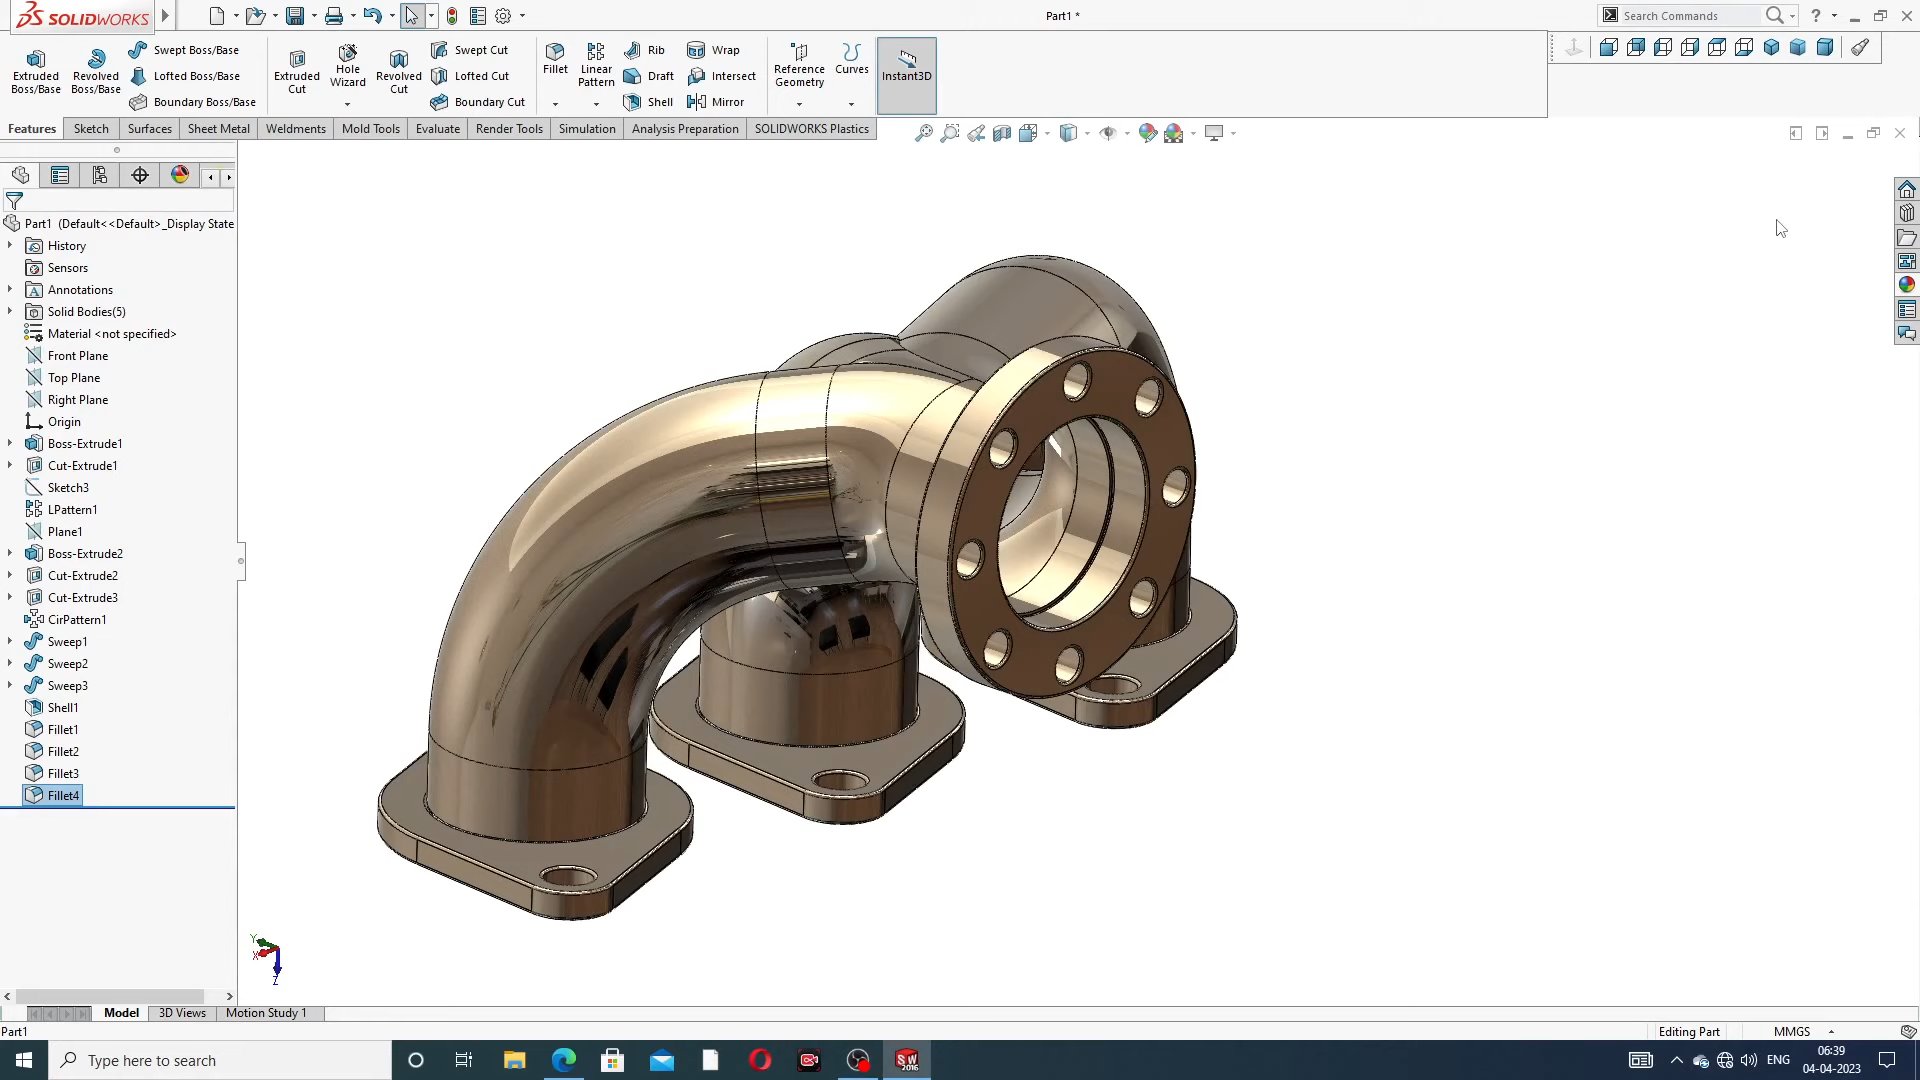 SOLIDWORKS
Part1 *
Search Commands
?
Extruded Boss/Base
Revolved Boss/Base
Swept Boss/Base
Lofted Boss/Base
Boundary Boss/Base
Extruded Cut
Hole Wizard
Revolved Cut
Swept Cut
Lofted Cut
Boundary Cut
Fillet
Linear Pattern
Rib
Draft
Shell
Wrap
Intersect
Mirror
Reference Geometry
Curves
Instant3D
Features
Sketch
Surfaces
Sheet Metal
Weldments
Mold Tools
Evaluate
Render Tools
Simulation
Analysis Preparation
SOLIDWORKS Plastics
Part1 (Default<<Default>_Display State
History
Sensors
Annotations
Solid Bodies(5)
Material <not specified>
Front Plane
Top Plane
Right Plane
Origin
Boss-Extrude1
Cut-Extrude1
Sketch3
LPattern1
Plane1
Boss-Extrude2
Cut-Extrude2
Cut-Extrude3
CirPattern1
Sweep1
Sweep2
Sweep3
Shell1
Fillet1
Fillet2
Fillet3
Fillet4
Y
X
Z
Model
3D Views
Motion Study 1
Part1
Editing Part
MMGS
Type here to search
SW
2016
ENG
06:39
04-04-2023